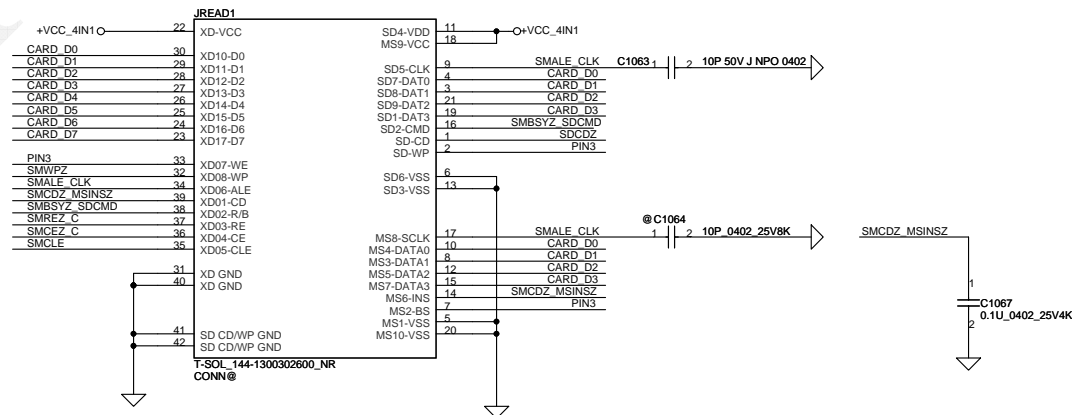 JREAD1
+VCC_4IN1 22 XD-VCC SD4-VDD 11 +VCC_4IN1
MS9-VCC 18
CARD_D0 30 XD10-D0
CARD_D1 29 XD11-D1
CARD_D2 28 XD12-D2
CARD_D3 27 XD13-D3
CARD_D4 26 XD14-D4
CARD_D5 25 XD15-D5
CARD_D6 24 XD16-D6
CARD_D7 23 XD17-D7
SD5-CLK 9 SMALE_CLK C1063 1 2 10P 50V J NPO 0402
SD7-DAT0 4 CARD_D0
SD8-DAT1 3 CARD_D1
SD9-DAT2 21 CARD_D2
SD1-DAT3 19 CARD_D3
SD2-CMD 16 SMBSYZ_SDCMD
SD-CD 1 SDCDZ
SD-WP 2 PIN3
PIN3 33 XD07-WE
SMWPZ 32 XD08-WP
SMALE_CLK 34 XD06-ALE
SMCDZ_MSINSZ 39 XD01-CD
SMBSYZ_SDCMD 38 XD02-R/B
SMREZ_C 37 XD03-RE
SMCEZ_C 36 XD04-CE
SMCLE 35 XD05-CLE
SD6-VSS 6
SD3-VSS 13
MS8-SCLK 17 SMALE_CLK @C1064 1 2 10P_0402_25V8K
MS4-DATA0 10 CARD_D0
MS3-DATA1 8 CARD_D1
MS5-DATA2 12 CARD_D2
MS7-DATA3 15 CARD_D3
MS6-INS 14 SMCDZ_MSINSZ
MS2-BS 7 PIN3
MS1-VSS 5
MS10-VSS 20
31 XD GND
40 XD GND
41 SD CD/WP GND
42 SD CD/WP GND
T-SOL_144-1300302600_NR
CONN@
SMCDZ_MSINSZ
1
C1067
2
0.1U_0402_25V4K